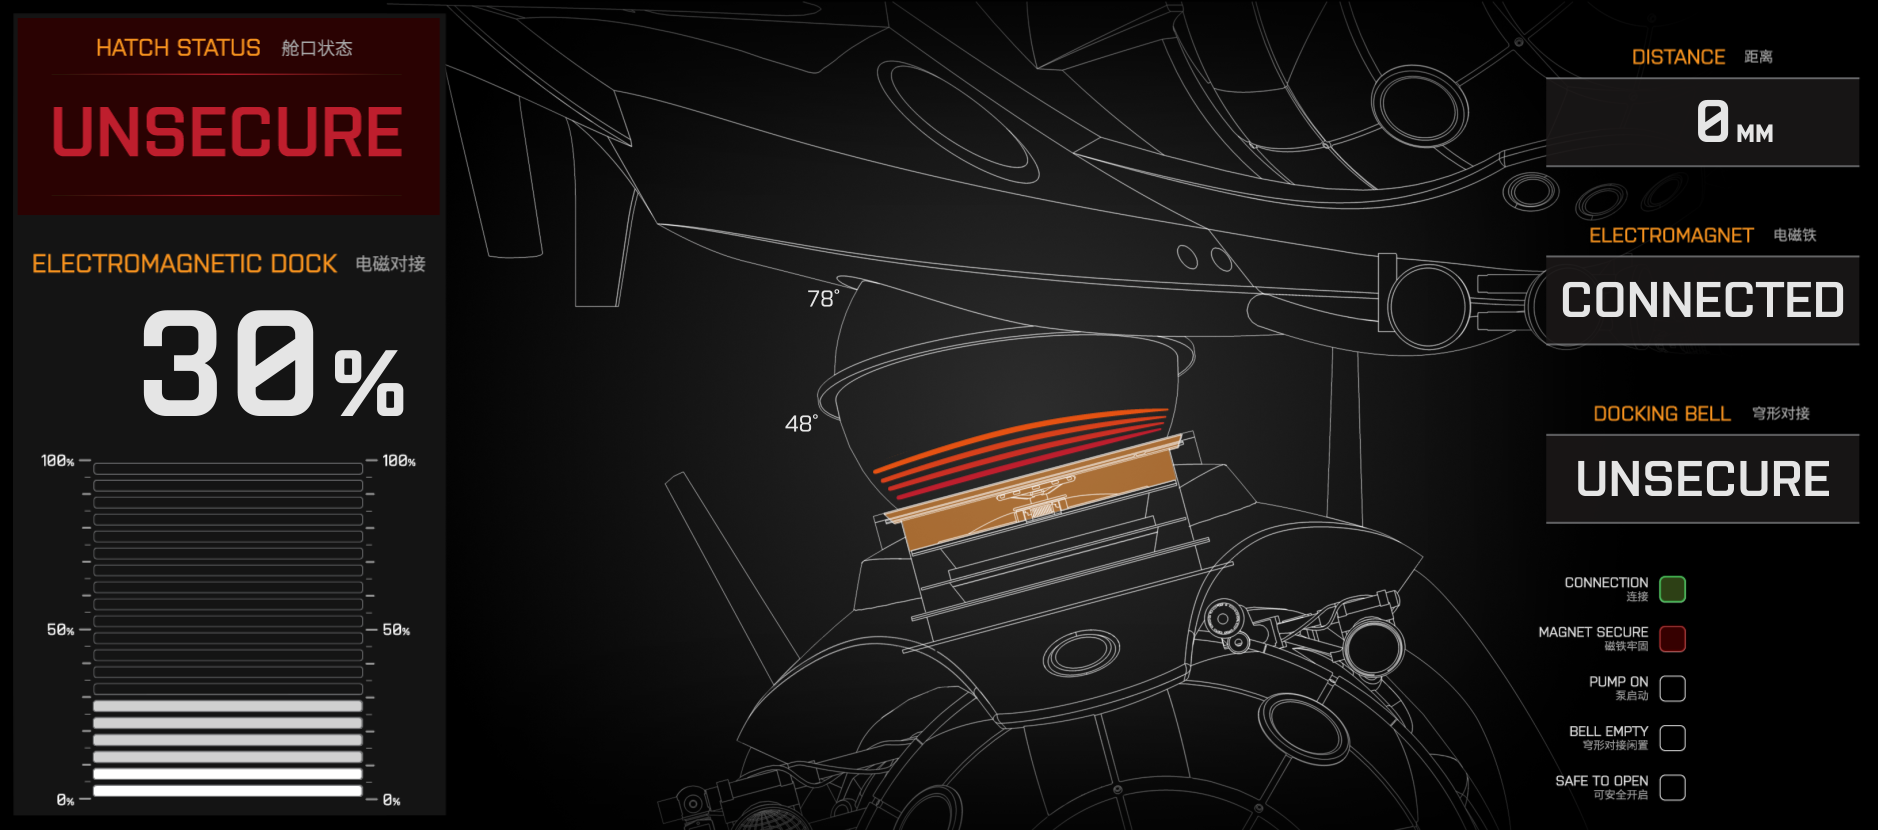 HATCH STATUS 舱口状态
UNSECURE
ELECTROMAGNETIC DOCK 电磁对接
30%
100% 100%
50% 50%
0% 0%
78°
48°
DISTANCE 距离
0 MM
ELECTROMAGNET 电磁铁
CONNECTED
DOCKING BELL 穹形对接
UNSECURE
CONNECTION
连接
MAGNET SECURE
磁铁牢固
PUMP ON
泵启动
BELL EMPTY
穹形对接闲置
SAFE TO OPEN
可安全开启